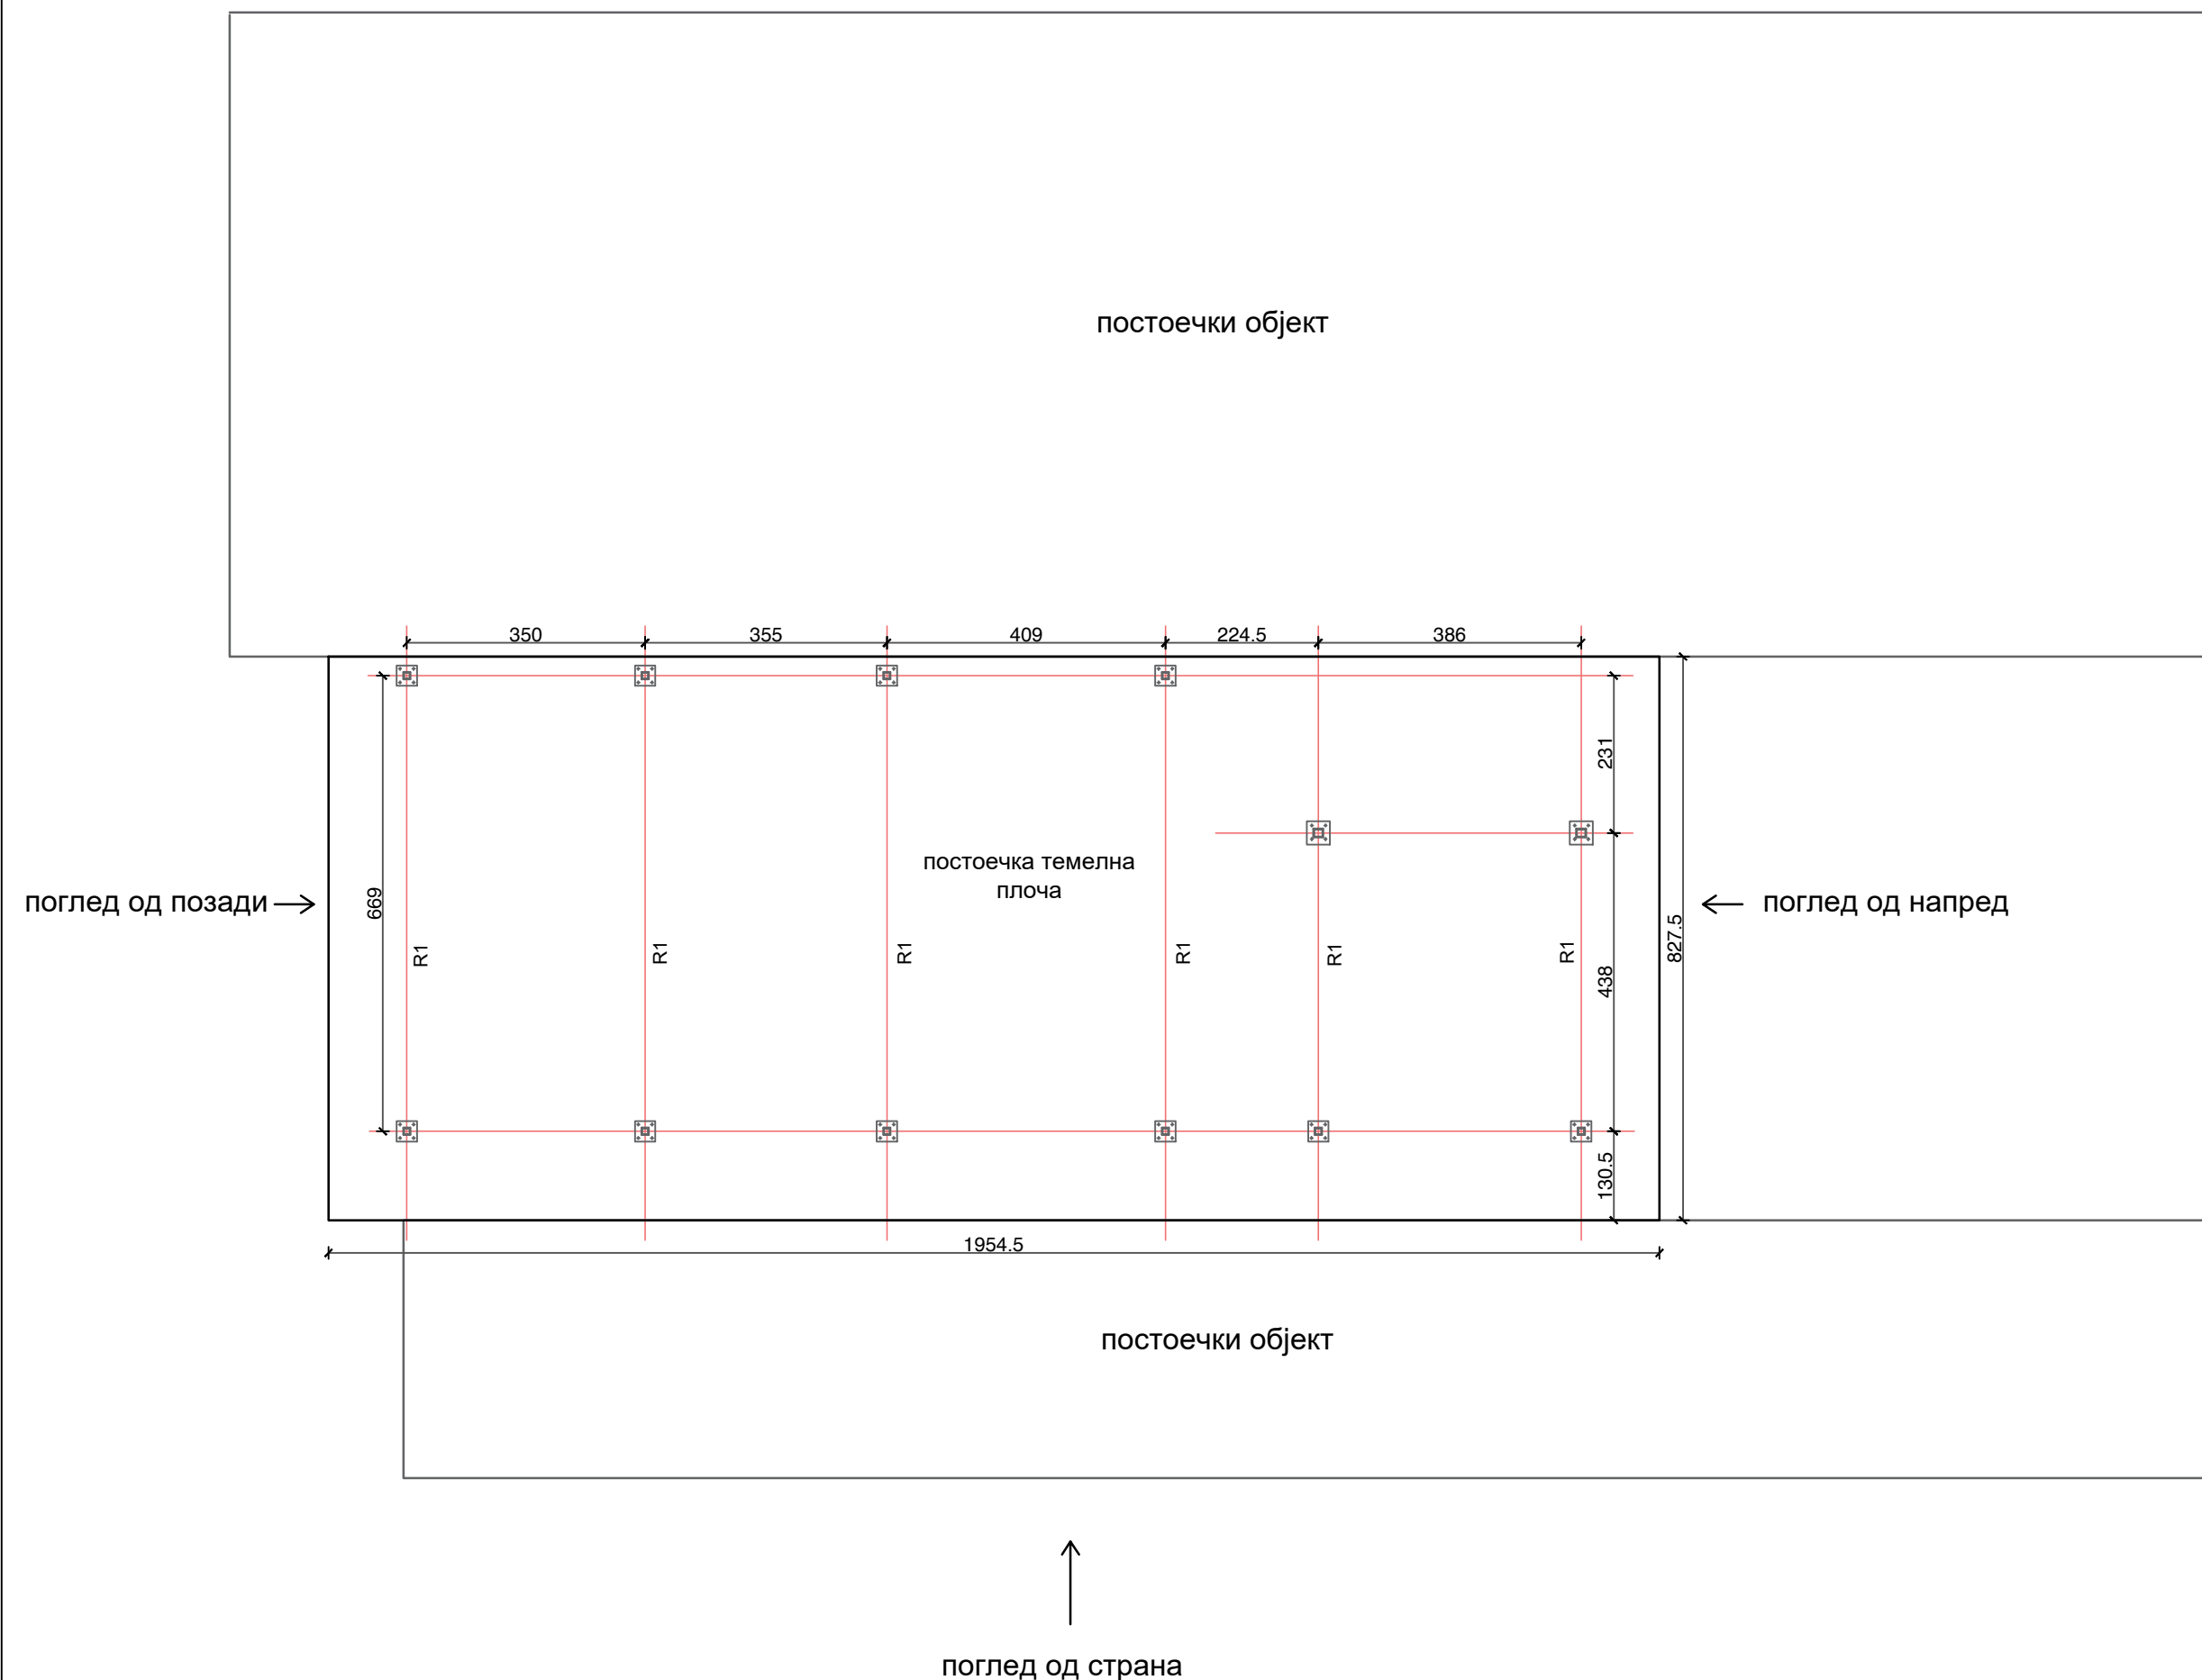 постоечки објект
350
355
409
224.5
386
231
постоечка темелна
плоча
поглед од позади
поглед од напред
669
827.5
R1
R1
R1
R1
R1
R1
438
130.5
1954.5
постоечки објект
поглед од страна